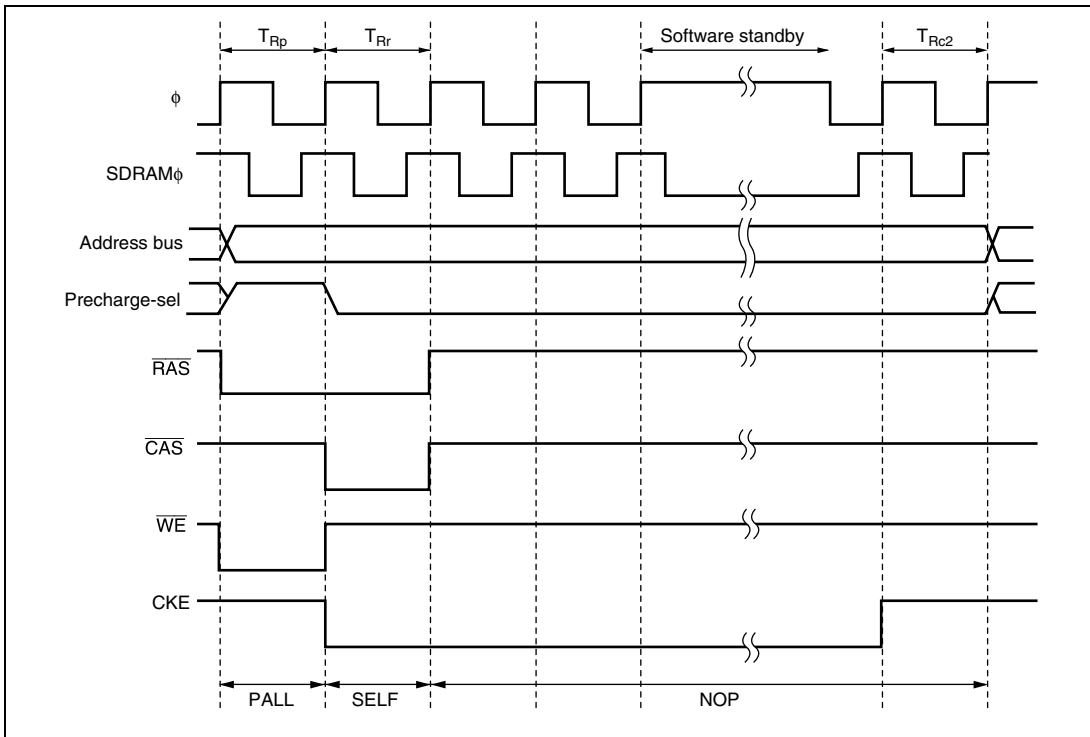 TRp TRr Software standby TRc2
ϕ
SDRAMϕ
Address bus
Precharge-sel
RAS
CAS
WE
CKE
PALL SELF NOP